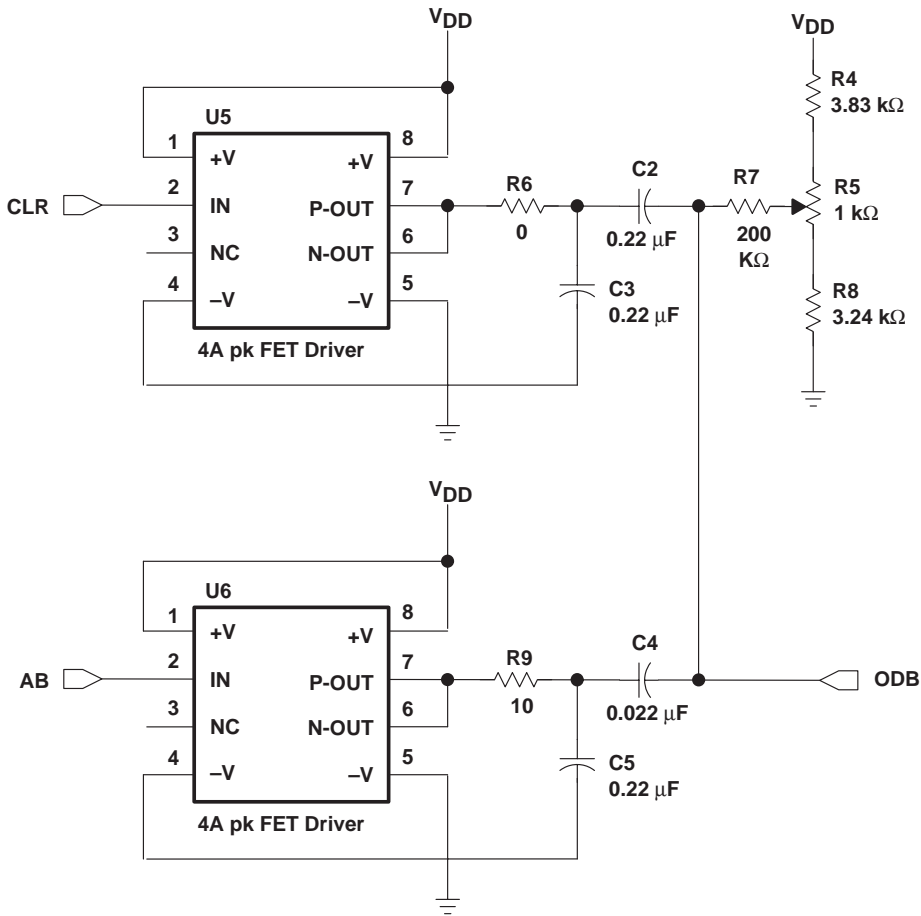 VDD
VDD
R4
3.83 kΩ
U5
1
+V
+V
8
C2
R7
R5
1 kΩ
CLR
2
IN
P-OUT
7
R6
0
0.22 μF
200
KΩ
3
NC
N-OUT
6
C3
0.22 μF
4
–V
–V
5
R8
3.24 kΩ
4A pk FET Driver
VDD
U6
1
+V
+V
8
C4
AB
2
IN
P-OUT
7
R9
10
0.022 μF
ODB
3
NC
N-OUT
6
4
–V
–V
5
C5
0.22 μF
4A pk FET Driver